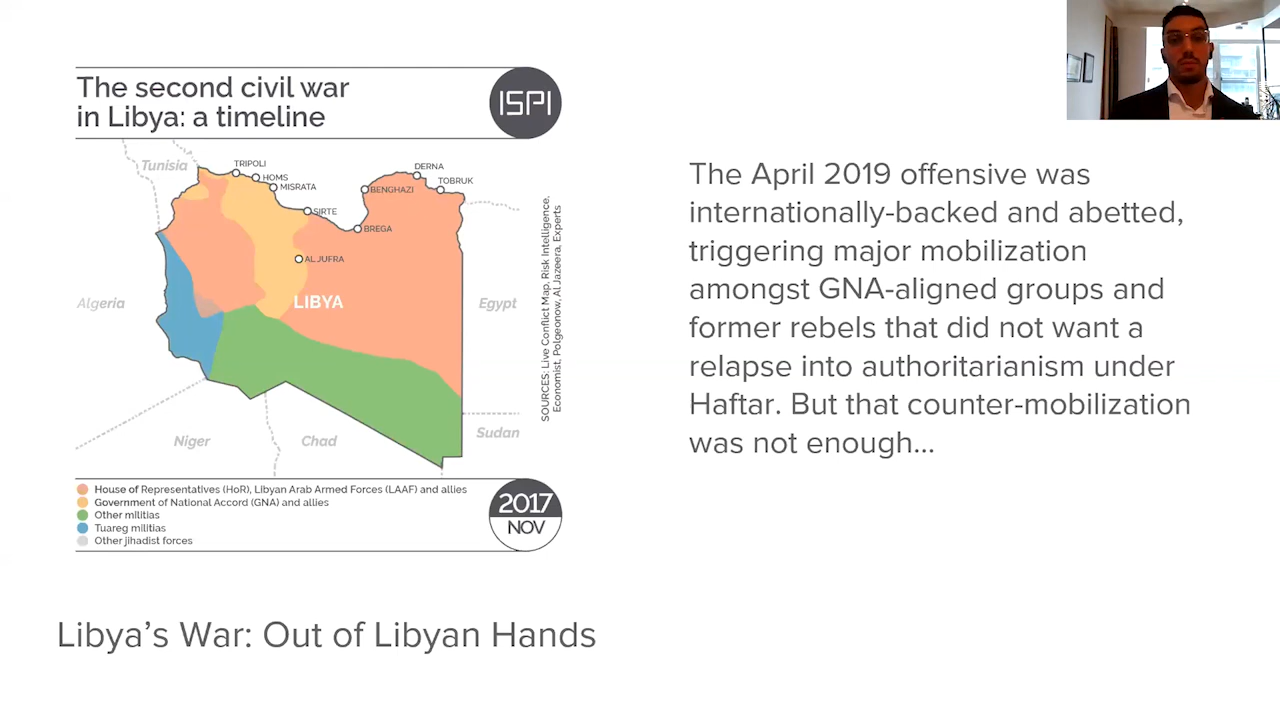 The second civil war
in Libya: a timeline
ISPI
Tunisia
TRIPOLI
HOMS
MISRATA
SIRTE
BENGHAZI
DERNA
TOBRUK
BREGA
AL JUFRA
LIBYA
Algeria
Egypt
Niger
Chad
Sudan
SOURCES: Live Conflict Map, Risk Intelligence,
Economist, Polgeonow, ALJazeera, Experts
House of Representatives (HoR), Libyan Arab Armed Forces (LAAF) and allies
Government of National Accord (GNA) and allies
Other militias
Tuareg militias
Other jihadist forces
2017
NOV
The April 2019 offensive was
internationally-backed and abetted,
triggering major mobilization
amongst GNA-aligned groups and
former rebels that did not want a
relapse into authoritarianism under
Haftar. But that counter-mobilization
was not enough...
Libya's War: Out of Libyan Hands